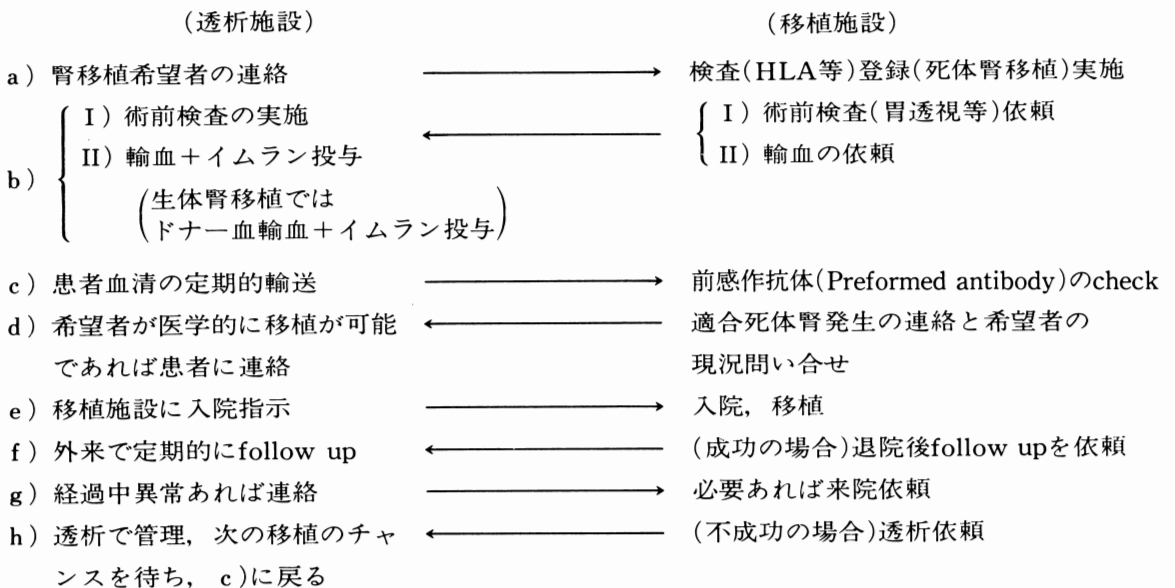 (透析施設) (移植施設)
a) 腎移植希望者の連絡 ⟶ 検査(HLA等)登録(死体腎移植)実施
I) 術前検査の実施 ⟵ I) 術前検査(胃透視等)依頼
b) II) 輸血+イムラン投与 II) 輸血の依頼
(生体腎移植では
ドナー血輸血+イムラン投与)
c) 患者血清の定期的輸送 ⟶ 前感作抗体(Preformed antibody)のcheck
d) 希望者が医学的に移植が可能 ⟵ 適合死体腎発生の連絡と希望者の
であれば患者に連絡 現況問い合せ
e) 移植施設に入院指示 ⟶ 入院，移植
f) 外来で定期的にfollow up ⟵ (成功の場合)退院後follow upを依頼
g) 経過中異常あれば連絡 ⟶ 必要あれば来院依頼
h) 透析で管理，次の移植のチャ ⟵ (不成功の場合)透析依頼
ンスを待ち，c)に戻る